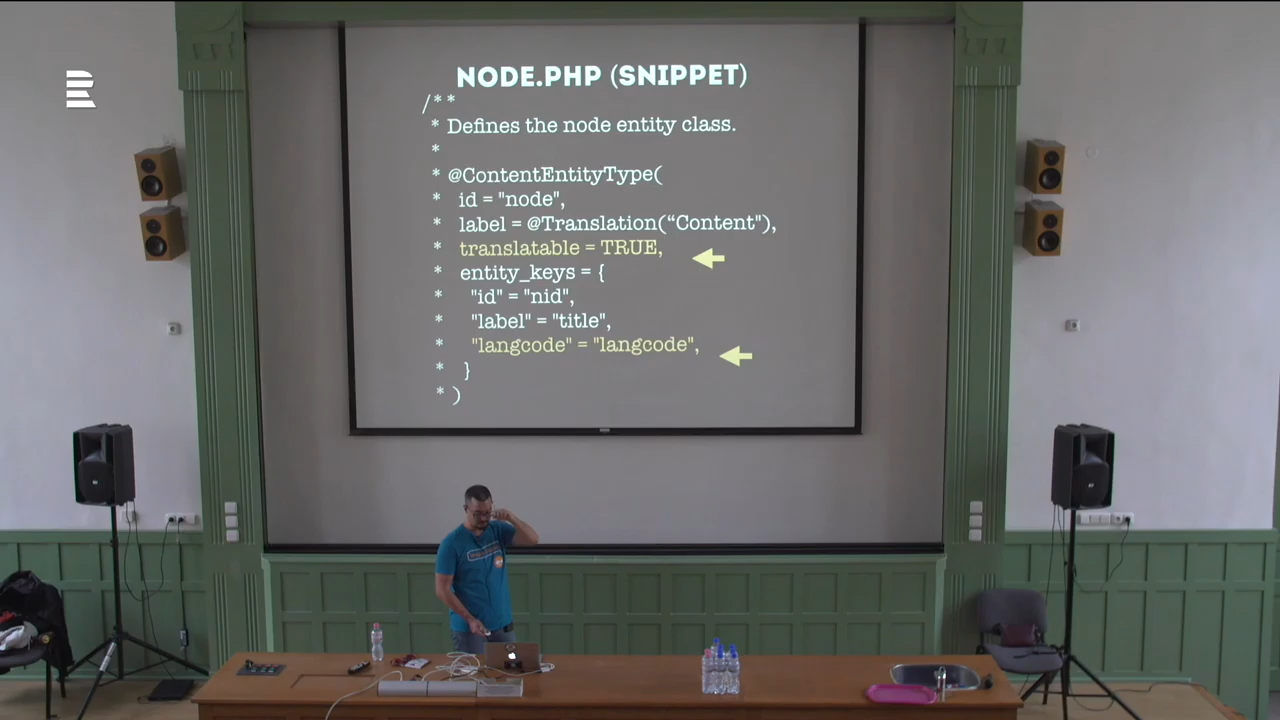 NODE.PHP (SNIPPET)
/**
* Defines the node entity class.
*
* @ContentEntityType(
* id = "node",
* label = @Translation(“Content"),
* translatable = TRUE,
* entity_keys = {
* "id" = "nid",
* "label" = "title",
* "langcode" = "langcode",
* }
* )